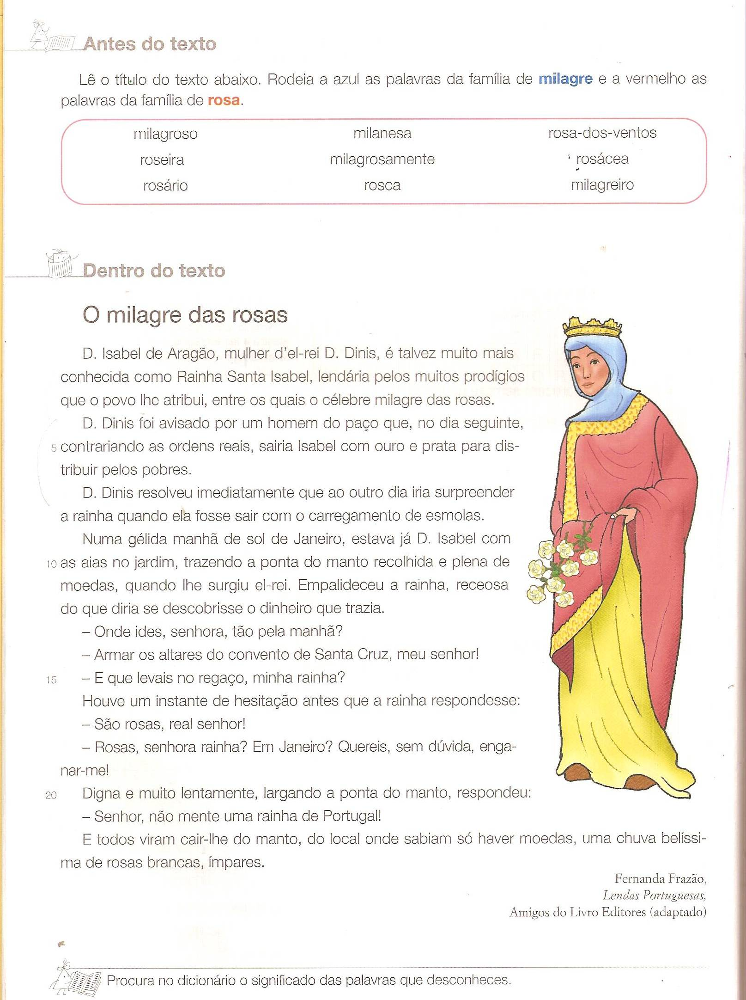 Antes do texto
Lê o título do texto abaixo. Rodeia a azul as palavras da família de milagre e a vermelho as
palavras da família de rosa.
milagroso milanesa rosa-dos-ventos
roseira milagrosamente rosácea
rosário rosca milagreiro
Dentro do texto
O milagre das rosas
D. Isabel de Aragão, mulher d'el-rei D. Dinis, é talvez muito mais
conhecida como Rainha Santa Isabel, lendária pelos muitos prodígios
que o povo lhe atribui, entre os quais o célebre milagre das rosas.
D. Dinis foi avisado por um homem do paço que, no dia seguinte,
5 contrariando as ordens reais, sairia Isabel com ouro e prata para dis-
tribuir pelos pobres.
D. Dinis resolveu imediatamente que ao outro dia iria surpreender
a rainha quando ela fosse sair com o carregamento de esmolas.
Numa gélida manhã de sol de Janeiro, estava já D. Isabel com
10 as aias no jardim, trazendo a ponta do manto recolhida e plena de
moedas, quando lhe surgiu el-rei. Empalideceu a rainha, receosa
do que diria se descobrisse o dinheiro que trazia.
– Onde ides, senhora, tão pela manhã?
– Armar os altares do convento de Santa Cruz, meu senhor!
15 – E que levais no regaço, minha rainha?
Houve um instante de hesitação antes que a rainha respondesse:
– São rosas, real senhor!
– Rosas, senhora rainha? Em Janeiro? Quereis, sem dúvida, enga-
nar-me!
20 Digna e muito lentamente, largando a ponta do manto, respondeu:
– Senhor, não mente uma rainha de Portugal!
E todos viram cair-lhe do manto, do local onde sabiam só haver moedas, uma chuva belíssi-
ma de rosas brancas, ímpares.
Fernanda Frazão,
Lendas Portuguesas,
Amigos do Livro Editores (adaptado)
Procura no dicionário o significado das palavras que desconheces.